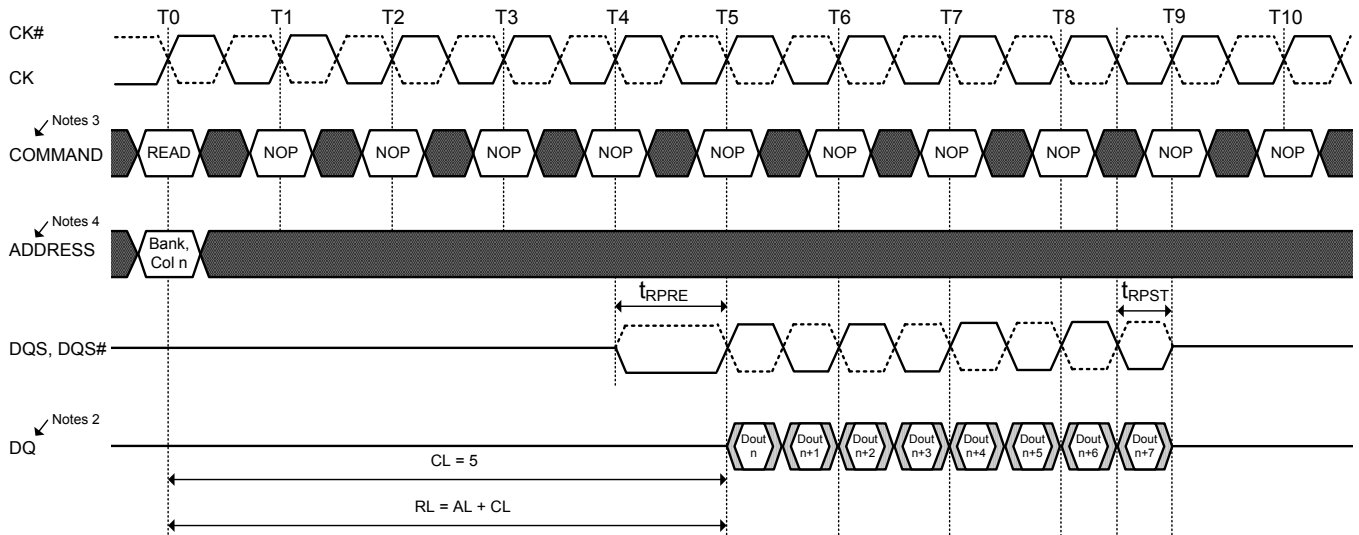 T0 T1 T2 T3 T4 T5 T6 T7 T8 T9 T10
CK#
CK
Notes 3
COMMAND READ NOP NOP NOP NOP NOP NOP NOP NOP NOP NOP
Notes 4
ADDRESS
Bank,
Col n
tRPRE tRPST
DQS, DQS#
Notes 2
DQ
Dout Dout Dout Dout Dout Dout Dout Dout
n n+1 n+2 n+3 n+4 n+5 n+6 n+7
CL = 5
RL = AL + CL